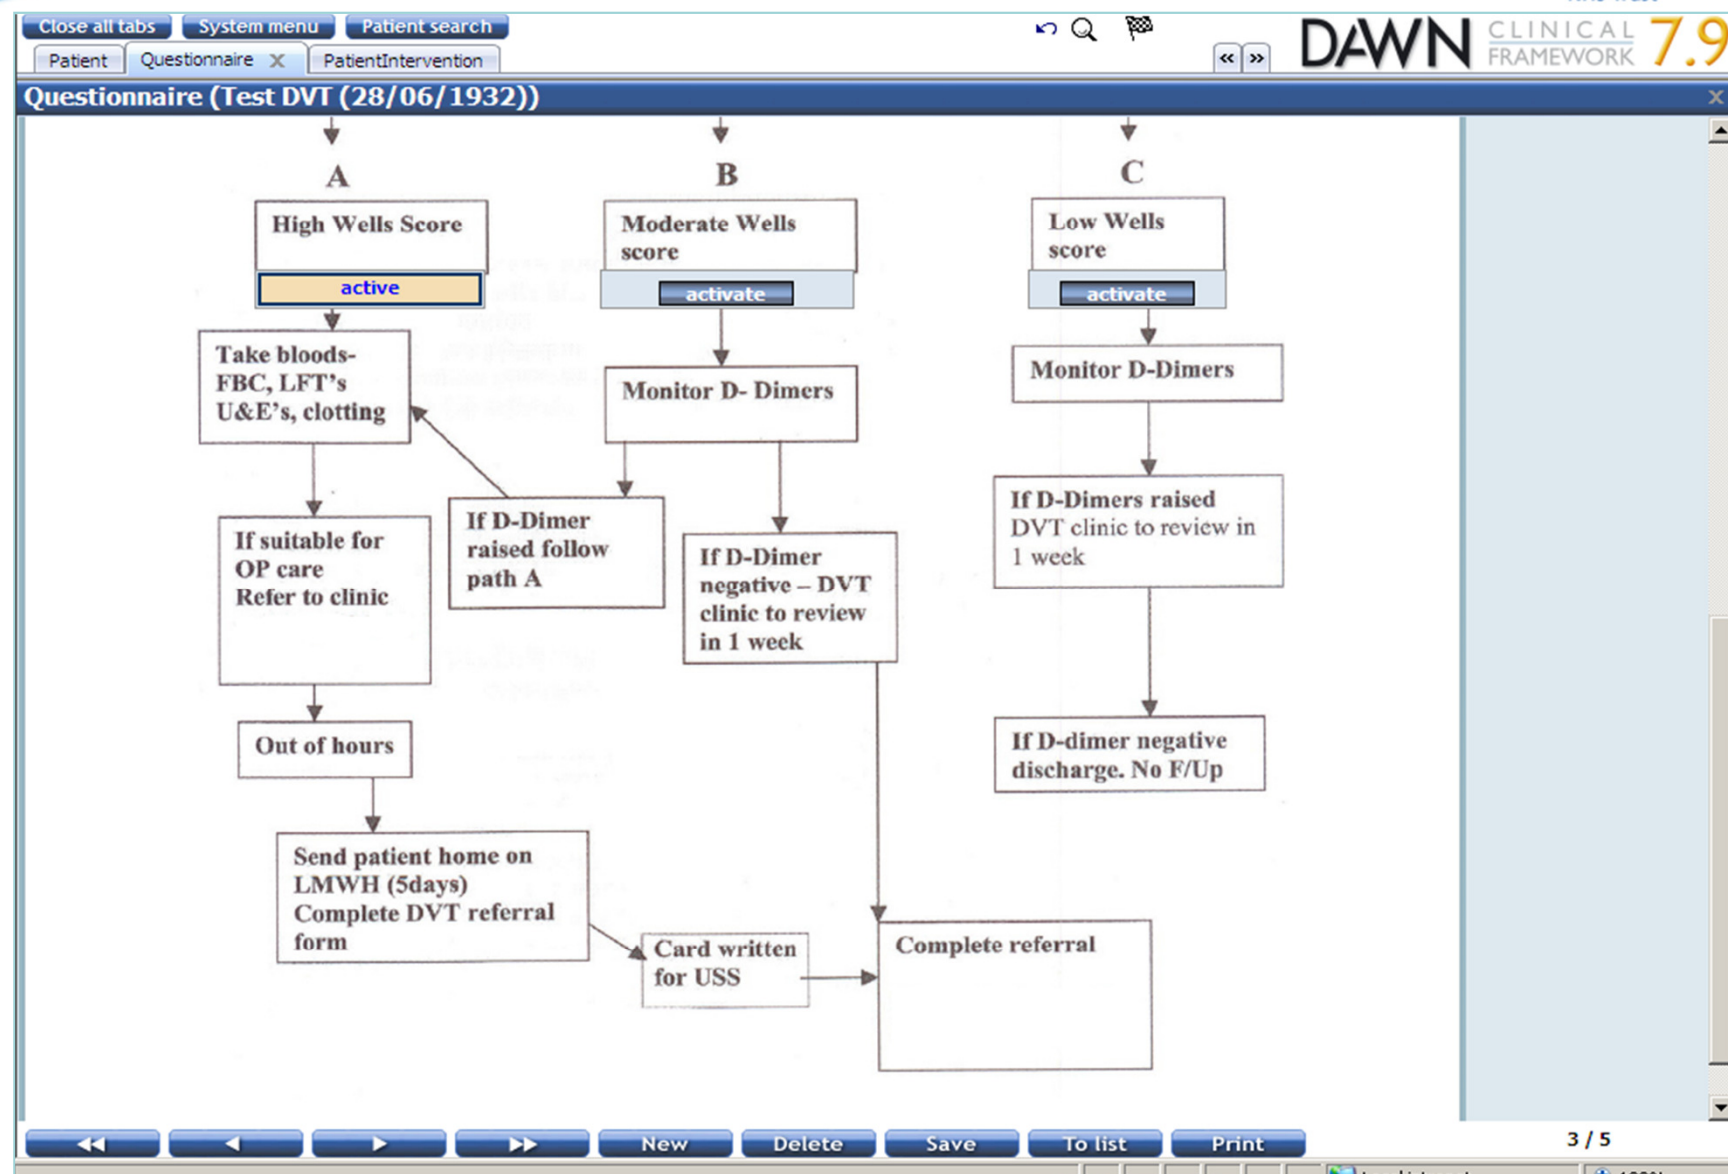 Close all tabs
System menu
Patient search
DAWN CLINICAL FRAMEWORK 7.9
Patient
Questionnaire X
PatientIntervention
« »
Questionnaire (Test DVT (28/06/1932))
X
A
B
C
High Wells Score
active
Moderate Wells
score
activate
Low Wells
score
activate
Take bloods-
FBC, LFT's
U&E's, clotting
Monitor D- Dimers
Monitor D-Dimers
If suitable for
OP care
Refer to clinic
If D-Dimer
raised follow
path A
If D-Dimer
negative – DVT
clinic to review
in 1 week
If D-Dimers raised
DVT clinic to review in
1 week
Out of hours
If D-dimer negative
discharge. No F/Up
Send patient home on
LMWH (5days)
Complete DVT referral
form
Card written
for USS
Complete referral
New
Delete
Save
To list
Print
3 / 5